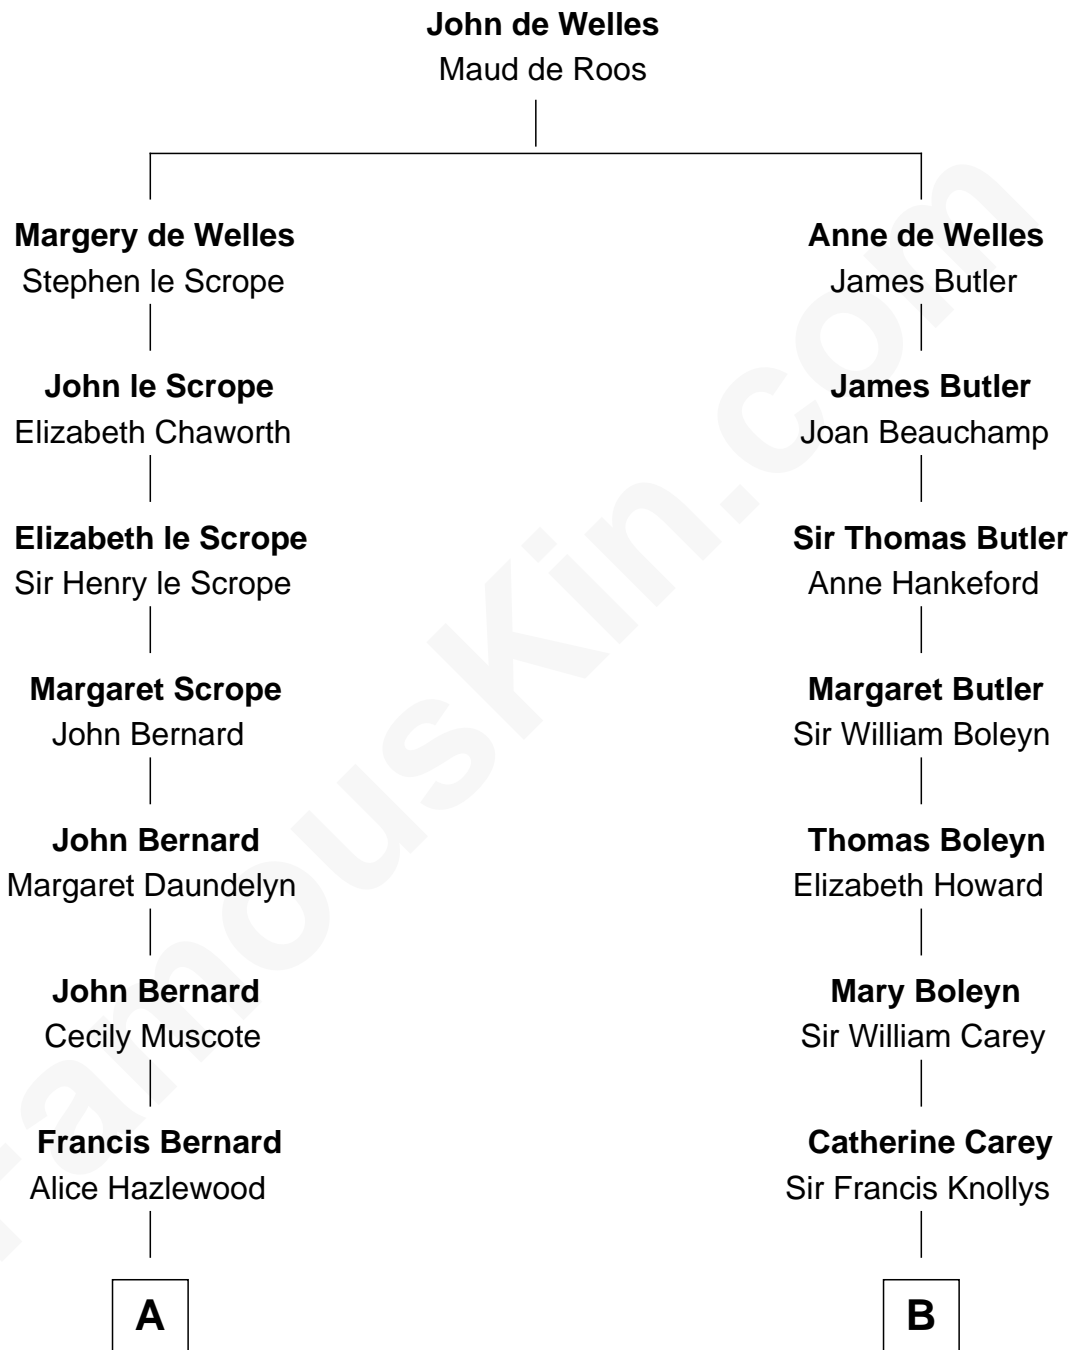 John de Welles
Maud de Roos
Margery de Welles
Stephen le Scrope
John le Scrope
Elizabeth Chaworth
Elizabeth le Scrope
Sir Henry le Scrope
Margaret Scrope
John Bernard
John Bernard
Margaret Daundelyn
John Bernard
Cecily Muscote
Francis Bernard
Alice Hazlewood
A
Anne de Welles
James Butler
James Butler
Joan Beauchamp
Sir Thomas Butler
Anne Hankeford
Margaret Butler
Sir William Boleyn
Thomas Boleyn
Elizabeth Howard
Mary Boleyn
Sir William Carey
Catherine Carey
Sir Francis Knollys
B
FamousKin.com